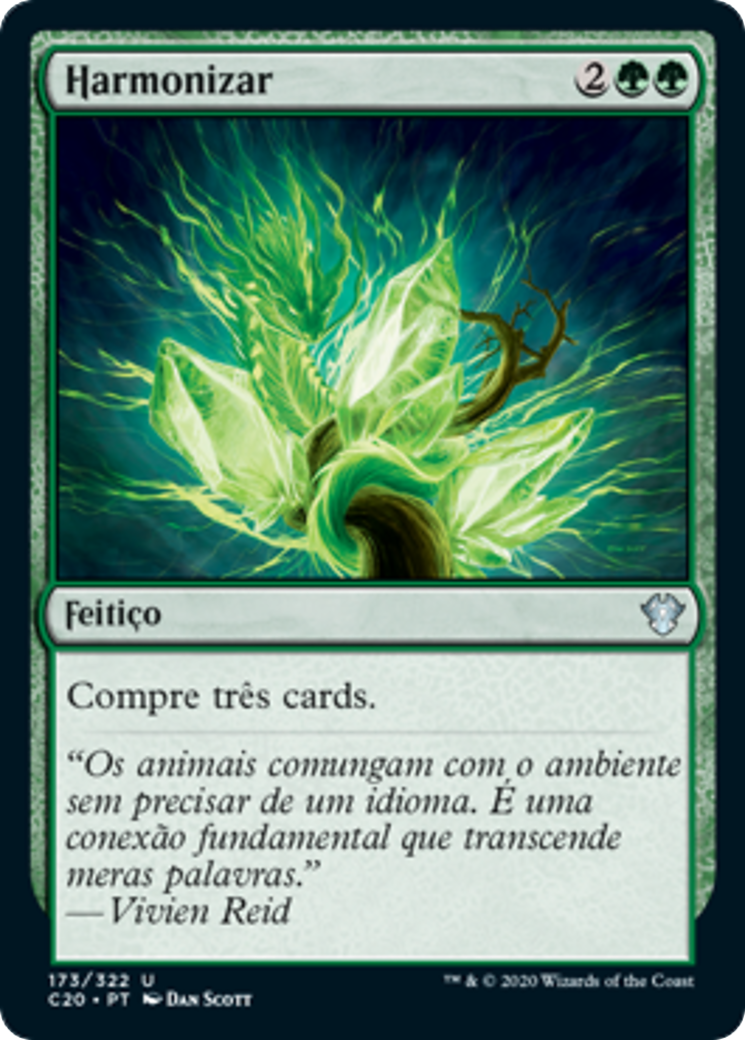 Harmonizar 2
Feitiço
Compre três cards.
“Os animais comungam com o ambiente
sem precisar de um idioma. É uma
conexão fundamental que transcende
meras palavras.”
—Vivien Reid
173/322 U
C20 • PT Dan Scott
™ & © 2020 Wizards of the Coast